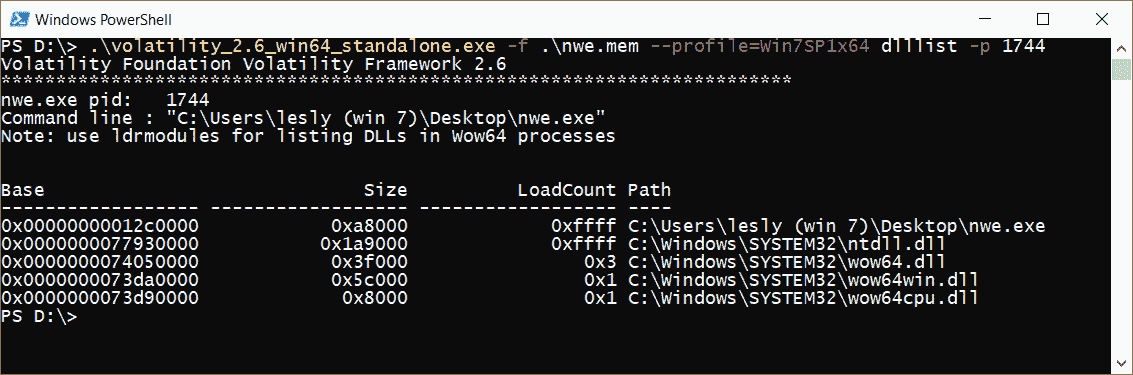 Windows PowerShell
PS D:\> .\volatility_2.6_win64_standalone.exe -f .\nwe.mem --profile=Win7SP1x64 dlllist -p 1744
Volatility Foundation Volatility Framework 2.6
************************************************************************
nwe.exe pid:   1744
Command line : "C:\Users\lesly (win 7)\Desktop\nwe.exe"
Note: use ldrmodules for listing DLLs in Wow64 processes
Base                             Size          LoadCount Path
------------------ ------------------ ------------------ ----
0x00000000012c0000            0xa8000             0xffff C:\Users\lesly (win 7)\Desktop\nwe.exe
0x0000000077930000           0x1a9000             0xffff C:\Windows\SYSTEM32\ntdll.dll
0x0000000074050000            0x3f000                0x3 C:\Windows\SYSTEM32\wow64.dll
0x0000000073da0000            0x5c000                0x1 C:\Windows\SYSTEM32\wow64win.dll
0x0000000073d90000             0x8000                0x1 C:\Windows\SYSTEM32\wow64cpu.dll
PS D:\>